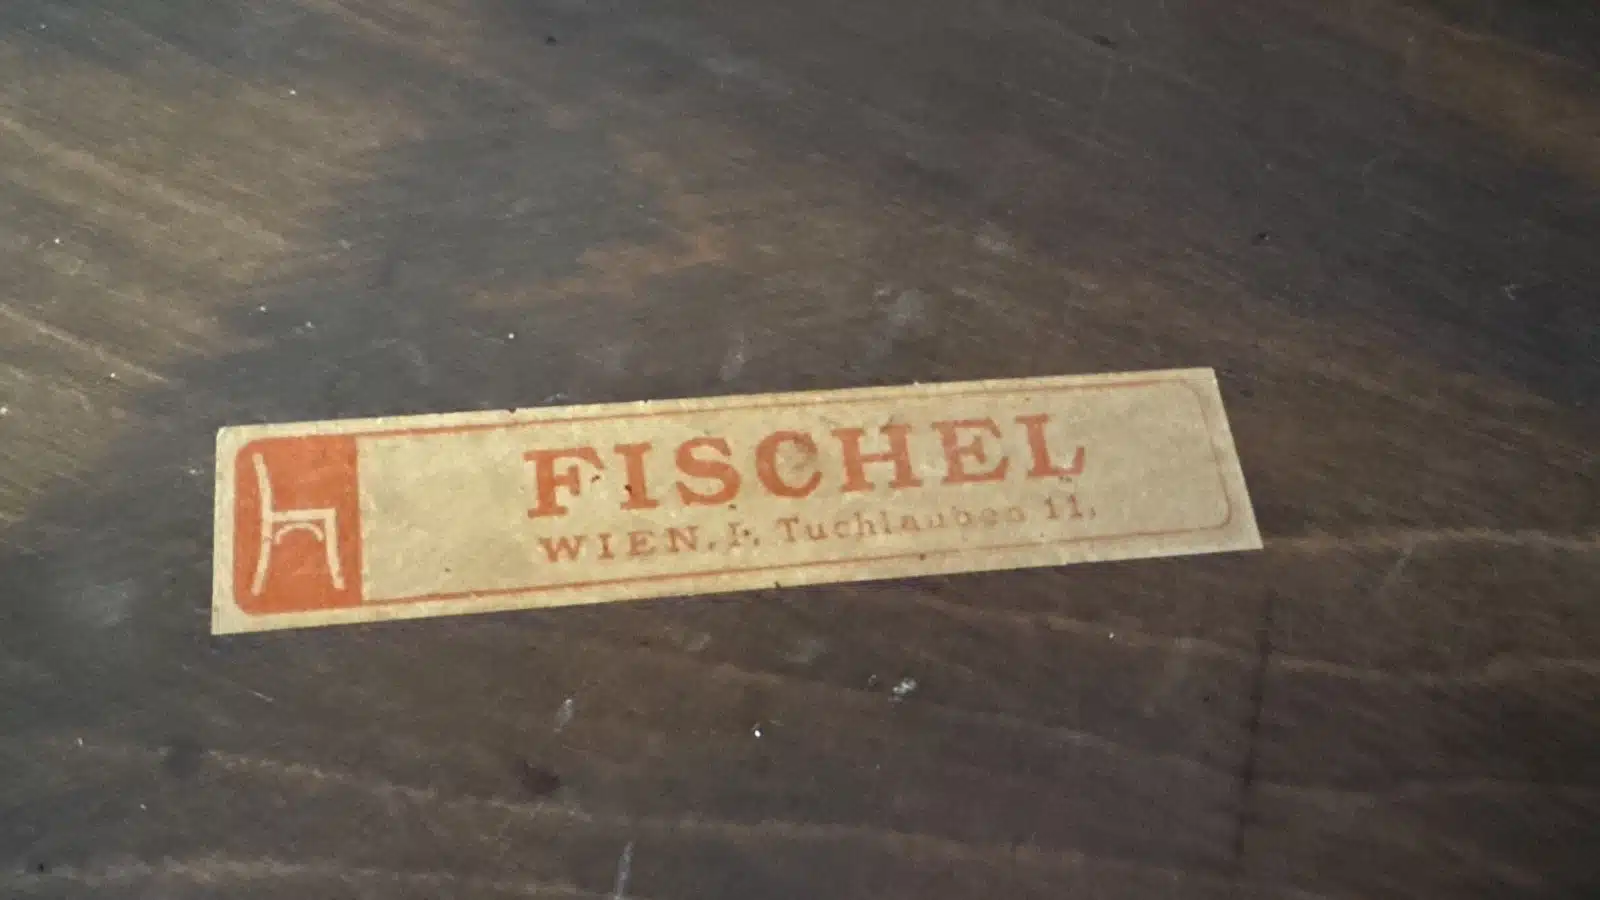 FISCHEL
WIEN. I. Tuchlauben 11.